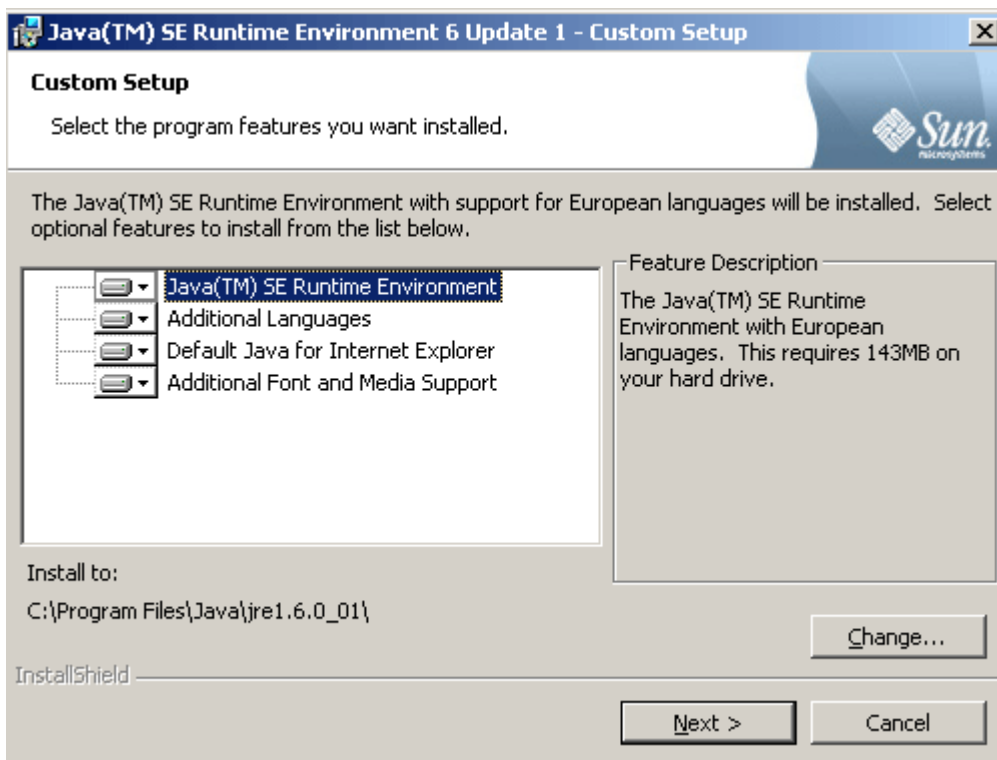 Java(TM) SE Runtime Environment 6 Update 1 - Custom Setup
Custom Setup
Select the program features you want installed.
Sun
microsystems
The Java(TM) SE Runtime Environment with support for European languages will be installed. Select
optional features to install from the list below.
Java(TM) SE Runtime Environment
Additional Languages
Default Java for Internet Explorer
Additional Font and Media Support
Feature Description
The Java(TM) SE Runtime
Environment with European
languages. This requires 143MB on
your hard drive.
Install to:
C:\Program Files\Java\jre1.6.0_01\
Change...
InstallShield
Next >
Cancel